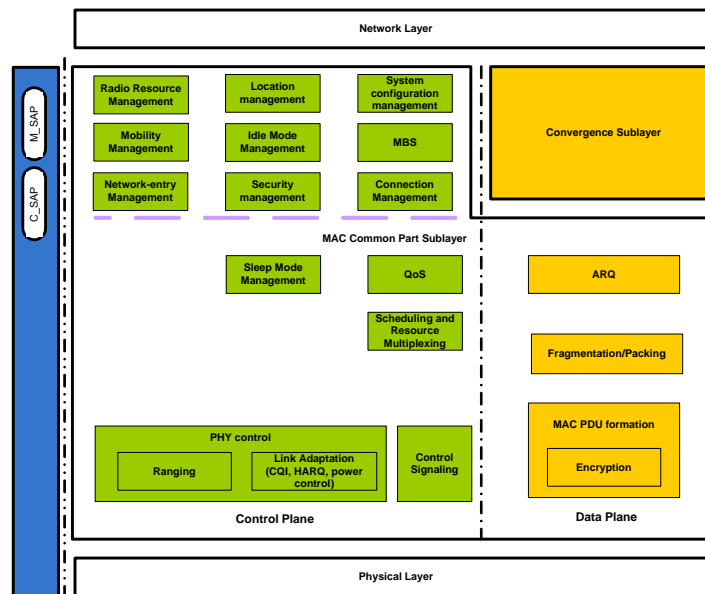 Network Layer
M_SAP
C_SAP
Radio Resource
Management
Location
management
System
configuration
management
Convergence Sublayer
Mobility
Management
Idle Mode
Management
MBS
Network-entry
Management
Security
management
Connection
Management
MAC Common Part Sublayer
Sleep Mode
Management
QoS
ARQ
Scheduling and
Resource
Multiplexing
Fragmentation/Packing
PHY control
Ranging
Link Adaptation
(CQI, HARQ, power
control)
Control
Signaling
MAC PDU formation
Encryption
Control Plane
Data Plane
Physical Layer